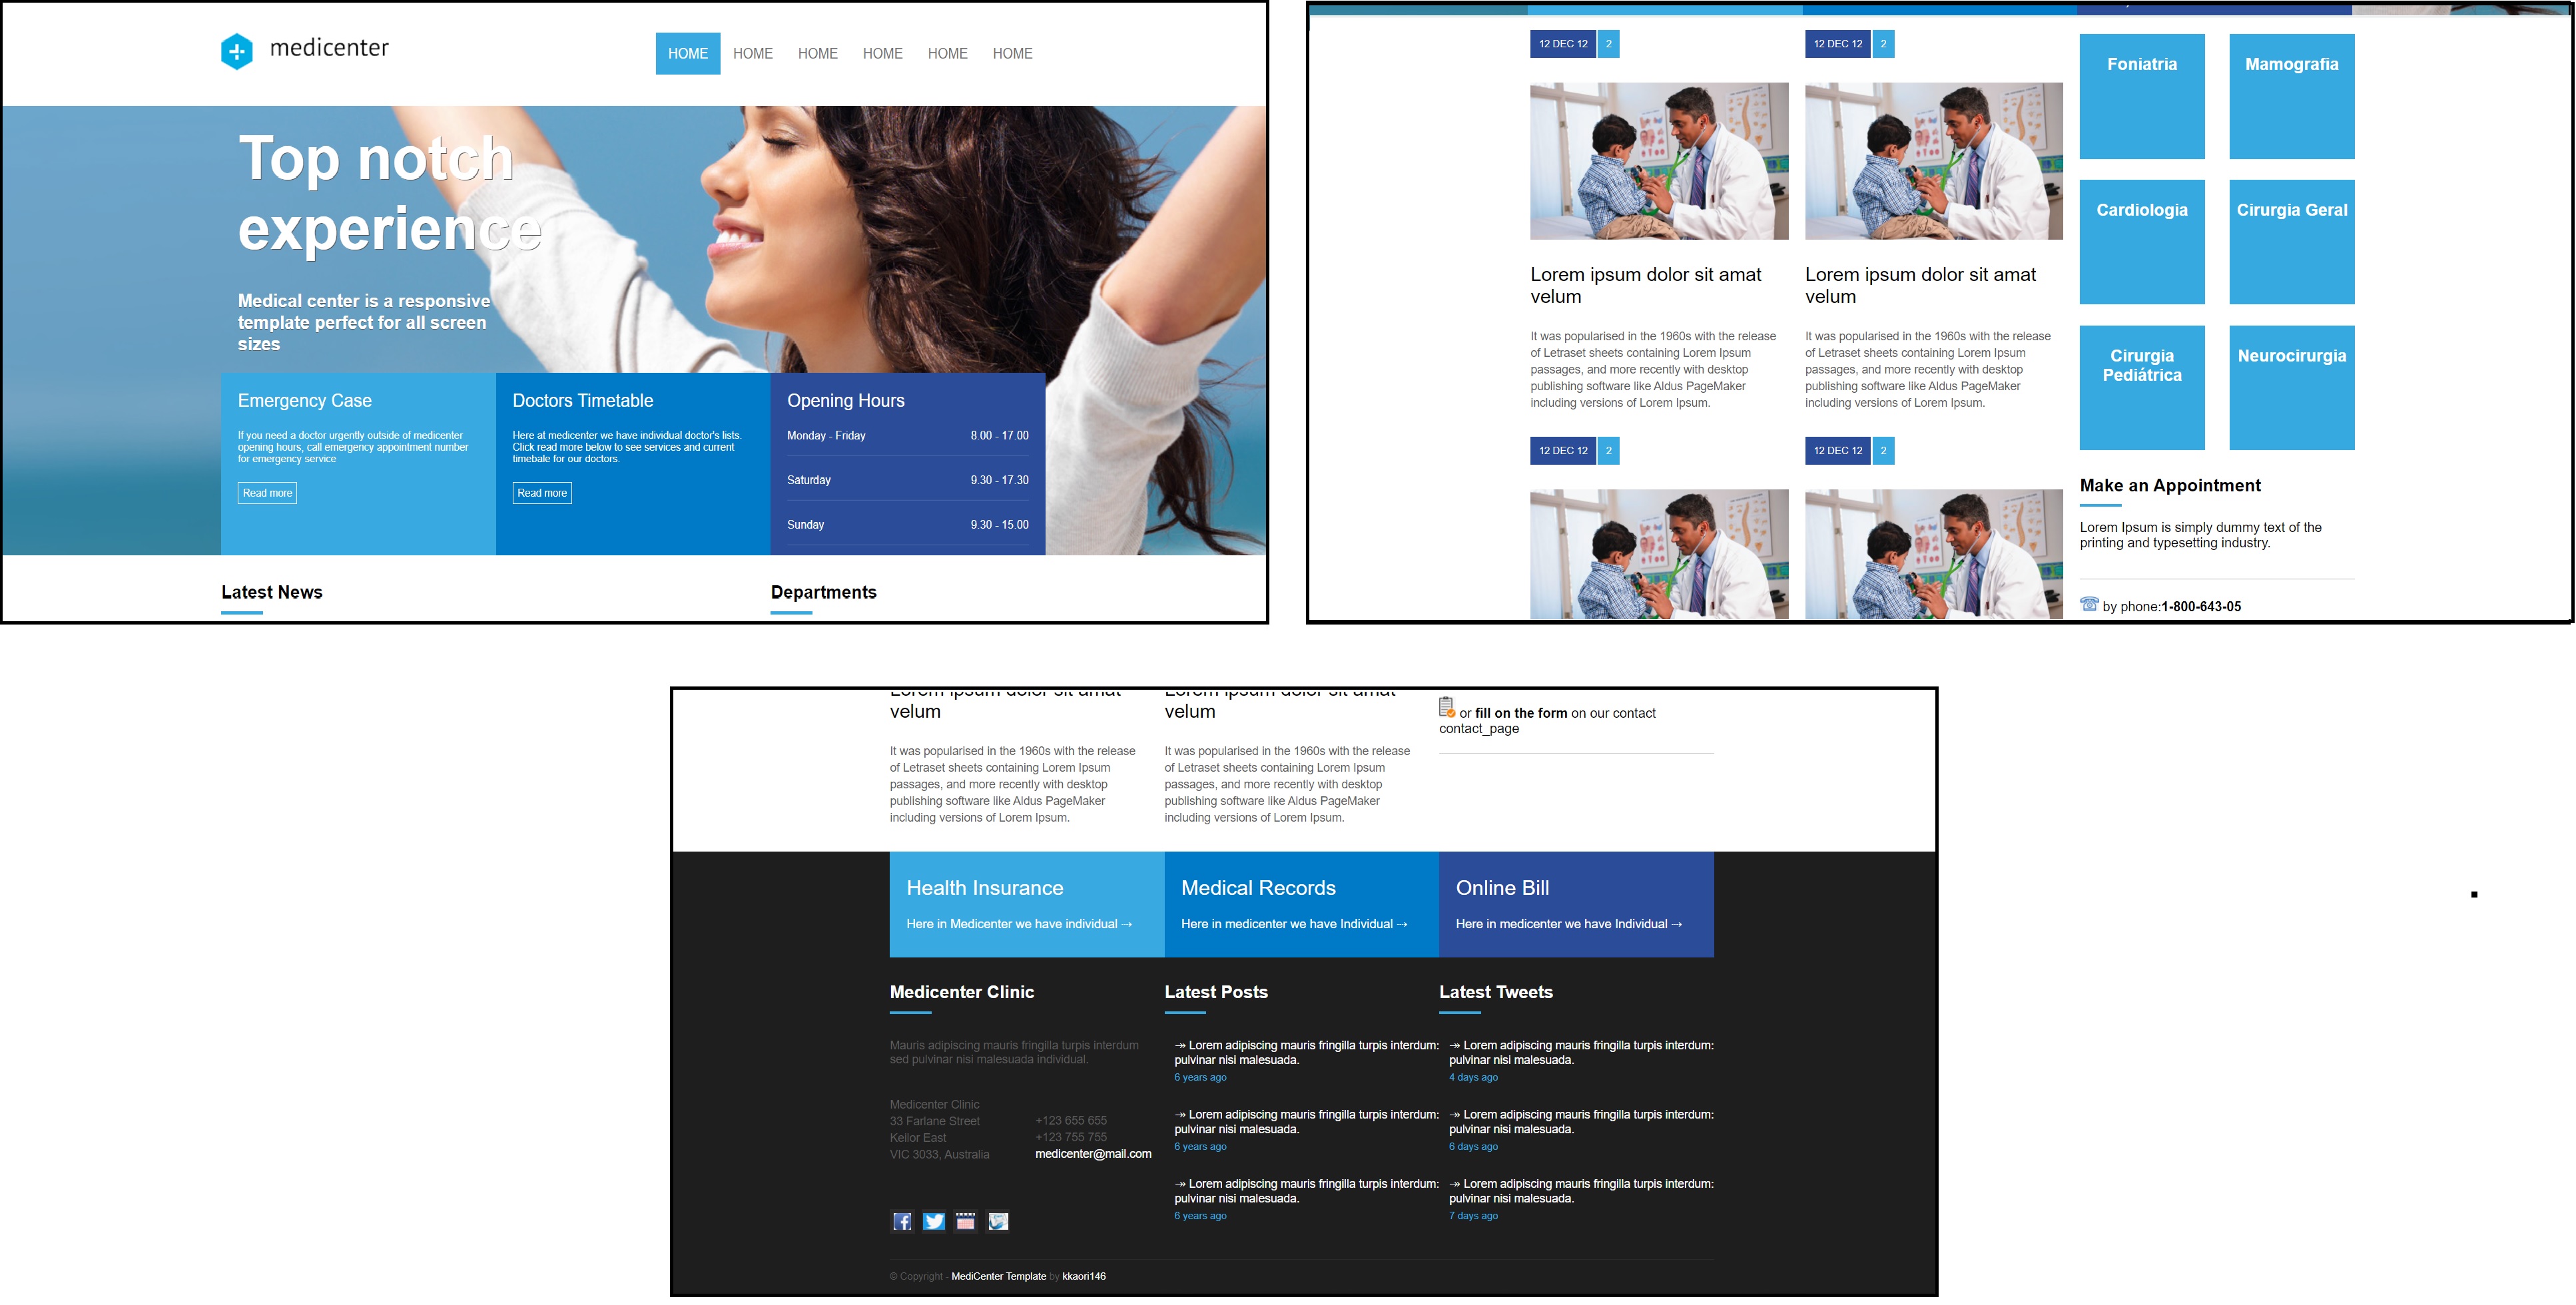 medicenter
HOME HOME HOME HOME HOME HOME
Top notch
experience
Medical center is a responsive
template perfect for all screen
sizes
Emergency Case
If you need a doctor urgently outside of medicenter
opening hours, call emergency appointment number
for emergency service
Read more
Doctors Timetable
Here at medicenter we have individual doctor's lists.
Click read more below to see services and current
timebale for our doctors.
Read more
Opening Hours
Monday - Friday 8.00 - 17.00
Saturday 9.30 - 17.30
Sunday 9.30 - 15.00
Latest News
Departments
12 DEC 12 2
Lorem ipsum dolor sit amat
velum
It was popularised in the 1960s with the release
of Letraset sheets containing Lorem Ipsum
passages, and more recently with desktop
publishing software like Aldus PageMaker
including versions of Lorem Ipsum.
12 DEC 12 2
12 DEC 12 2
Lorem ipsum dolor sit amat
velum
It was popularised in the 1960s with the release
of Letraset sheets containing Lorem Ipsum
passages, and more recently with desktop
publishing software like Aldus PageMaker
including versions of Lorem Ipsum.
12 DEC 12 2
Foniatria
Mamografia
Cardiologia
Cirurgia Geral
Cirurgia
Pediátrica
Neurocirurgia
Make an Appointment
Lorem Ipsum is simply dummy text of the
printing and typesetting industry.
by phone:1-800-643-05
Lorem ipsum dolor sit amat
velum
It was popularised in the 1960s with the release
of Letraset sheets containing Lorem Ipsum
passages, and more recently with desktop
publishing software like Aldus PageMaker
including versions of Lorem Ipsum.
Lorem ipsum dolor sit amat
velum
It was popularised in the 1960s with the release
of Letraset sheets containing Lorem Ipsum
passages, and more recently with desktop
publishing software like Aldus PageMaker
including versions of Lorem Ipsum.
or fill on the form on our contact
contact_page
Health Insurance
Here in Medicenter we have individual →
Medical Records
Here in medicenter we have Individual →
Online Bill
Here in medicenter we have Individual →
Medicenter Clinic
Mauris adipiscing mauris fringilla turpis interdum
sed pulvinar nisi malesuada individual.
Medicenter Clinic
33 Farlane Street
Keilor East
VIC 3033, Australia
+123 655 655
+123 755 755
medicenter@mail.com
Latest Posts
↠ Lorem adipiscing mauris fringilla turpis interdum:
pulvinar nisi malesuada.
6 years ago
↠ Lorem adipiscing mauris fringilla turpis interdum:
pulvinar nisi malesuada.
6 years ago
↠ Lorem adipiscing mauris fringilla turpis interdum:
pulvinar nisi malesuada.
6 years ago
Latest Tweets
↠ Lorem adipiscing mauris fringilla turpis interdum:
pulvinar nisi malesuada.
4 days ago
↠ Lorem adipiscing mauris fringilla turpis interdum:
pulvinar nisi malesuada.
6 days ago
↠ Lorem adipiscing mauris fringilla turpis interdum:
pulvinar nisi malesuada.
7 days ago
© Copyright - MediCenter Template by kkaori146